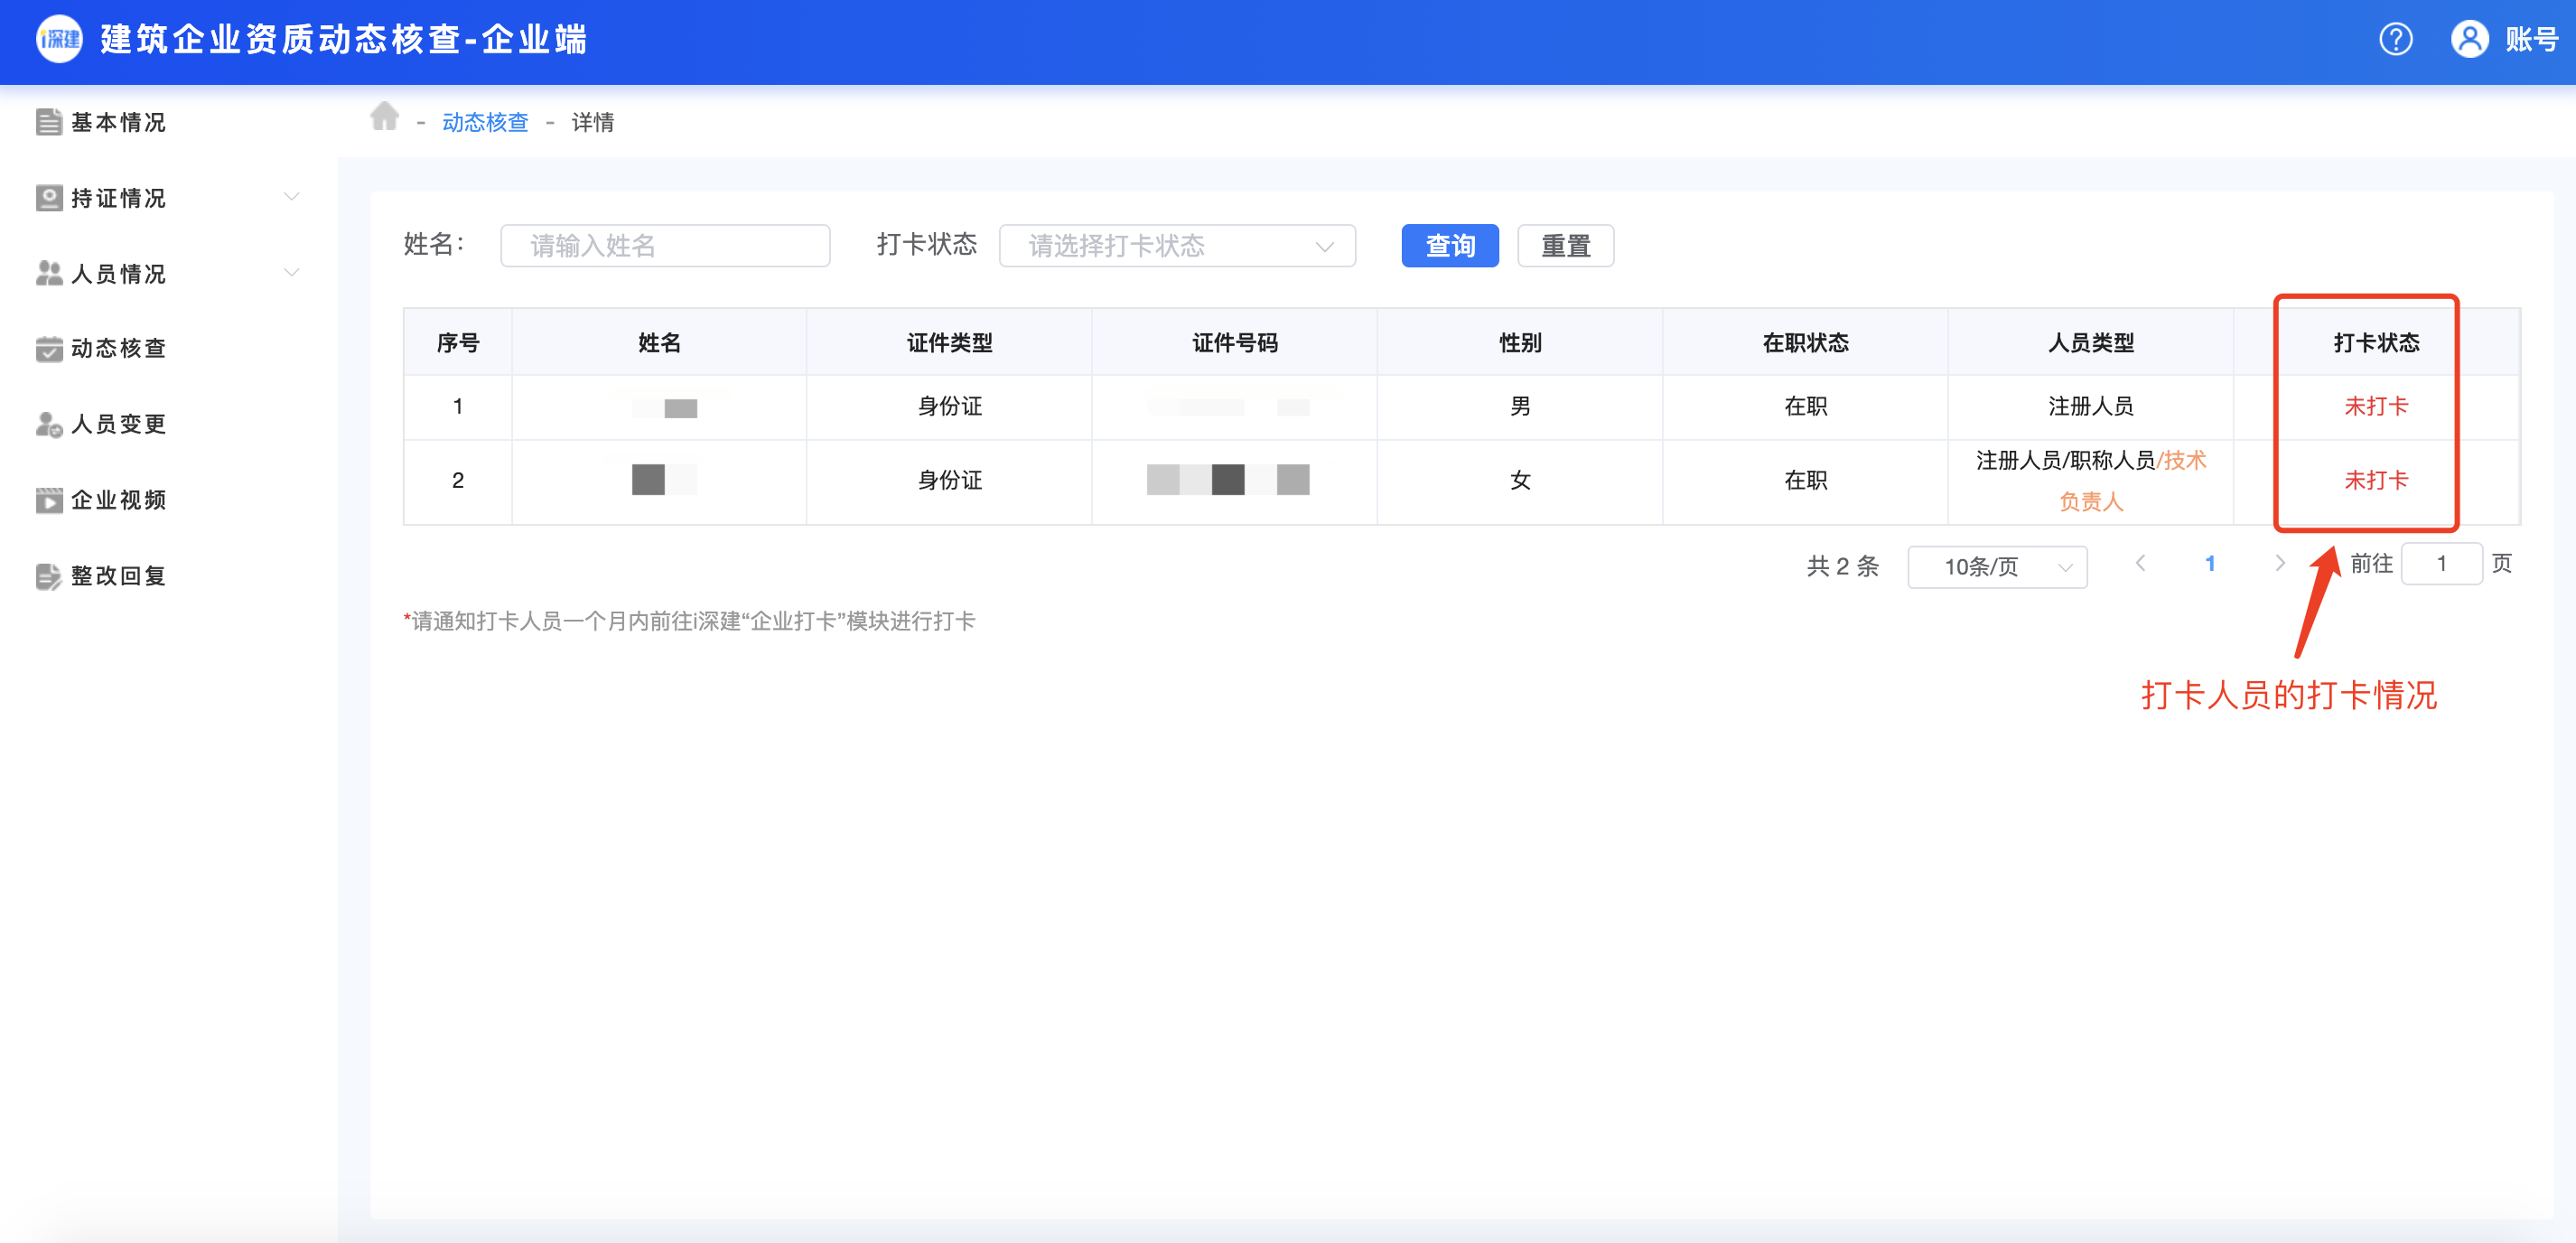 i深建 建筑企业资质动态核查-企业端
? 账号
基本情况
持证情况
人员情况
动态核查
人员变更
企业视频
整改回复
- 动态核查 - 详情
姓名： 请输入姓名 打卡状态 请选择打卡状态 查询 重置
序号 姓名 证件类型 证件号码 性别 在职状态 人员类型 打卡状态
1 身份证 男 在职 注册人员 未打卡
2 身份证 女 在职 注册人员/职称人员/技术 未打卡
负责人
共 2 条 10条/页 1 前往 1 页
*请通知打卡人员一个月内前往i深建“企业打卡”模块进行打卡
打卡人员的打卡情况